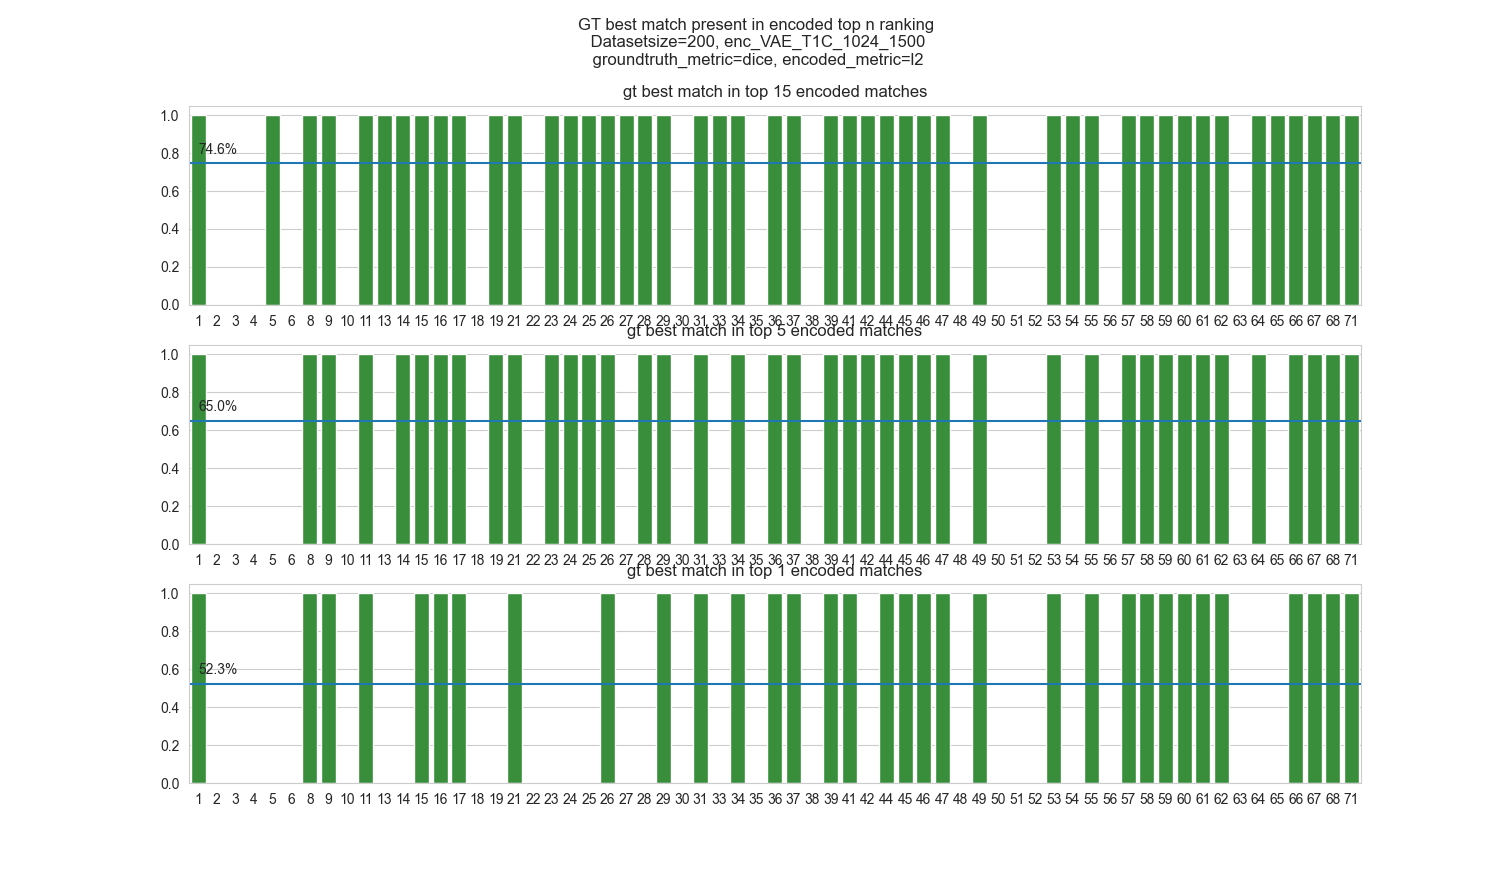 GT best match present in encoded top n ranking
Datasetsize=200, enc_VAE_T1C_1024_1500
groundtruth_metric=dice, encoded_metric=l2
gt best match in top 15 encoded matches
1.0
0.8
0.6
0.4
0.2
0.0
74.6%
1 2 3 4 5 6 8 9 10 11 13 14 15 16 17 18 19 21 22 23 24 25 26 27 28 29 30 31 33 34 35 36 37 38 39 41 42 44 45 46 47 48 49 50 51 52 53 54 55 56 57 58 59 60 61 62 63 64 65 66 67 68 71
gt best match in top 5 encoded matches
1.0
0.8
0.6
0.4
0.2
0.0
65.0%
1 2 3 4 5 6 8 9 10 11 13 14 15 16 17 18 19 21 22 23 24 25 26 27 28 29 30 31 33 34 35 36 37 38 39 41 42 44 45 46 47 48 49 50 51 52 53 54 55 56 57 58 59 60 61 62 63 64 65 66 67 68 71
gt best match in top 1 encoded matches
1.0
0.8
0.6
0.4
0.2
0.0
52.3%
1 2 3 4 5 6 8 9 10 11 13 14 15 16 17 18 19 21 22 23 24 25 26 27 28 29 30 31 33 34 35 36 37 38 39 41 42 44 45 46 47 48 49 50 51 52 53 54 55 56 57 58 59 60 61 62 63 64 65 66 67 68 71